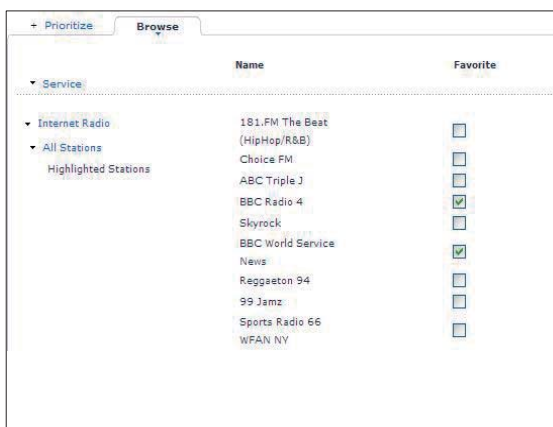 + Prioritize
Browse
Name
Favorite
Service
Internet Radio
All Stations
Highlighted Stations
181.FM The Beat
(HipHop/R&B)
Choice FM
ABC Triple J
BBC Radio 4
Skyrock
BBC World Service
News
Reggaeton 94
99 Jamz
Sports Radio 66
WFAN NY